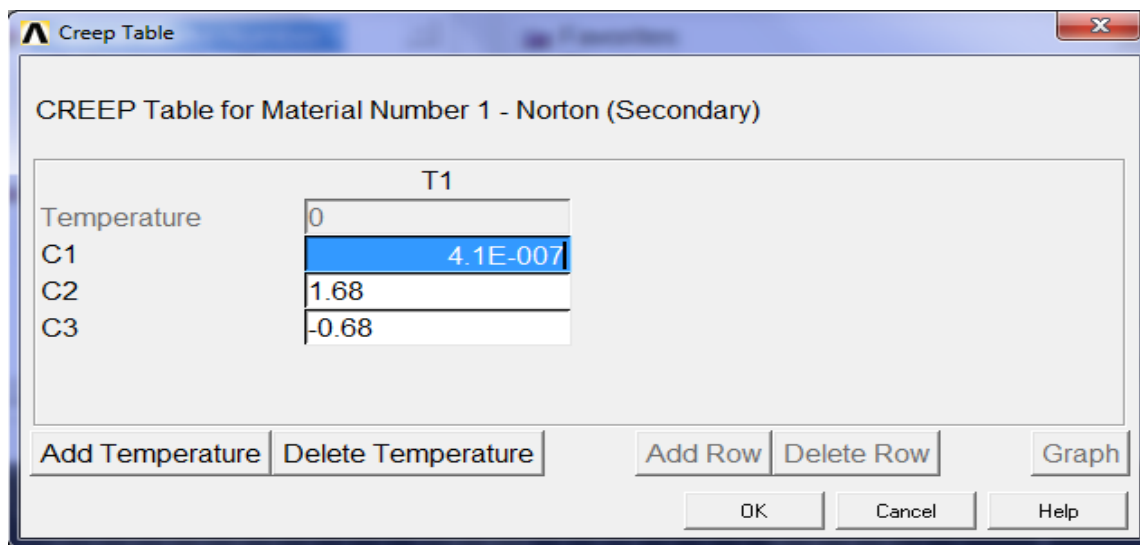 Creep Table
CREEP Table for Material Number 1 - Norton (Secondary)
T1
Temperature 0
C1 4.1E-007
C2 1.68
C3 -0.68
Add Temperature Delete Temperature Add Row Delete Row Graph
OK Cancel Help